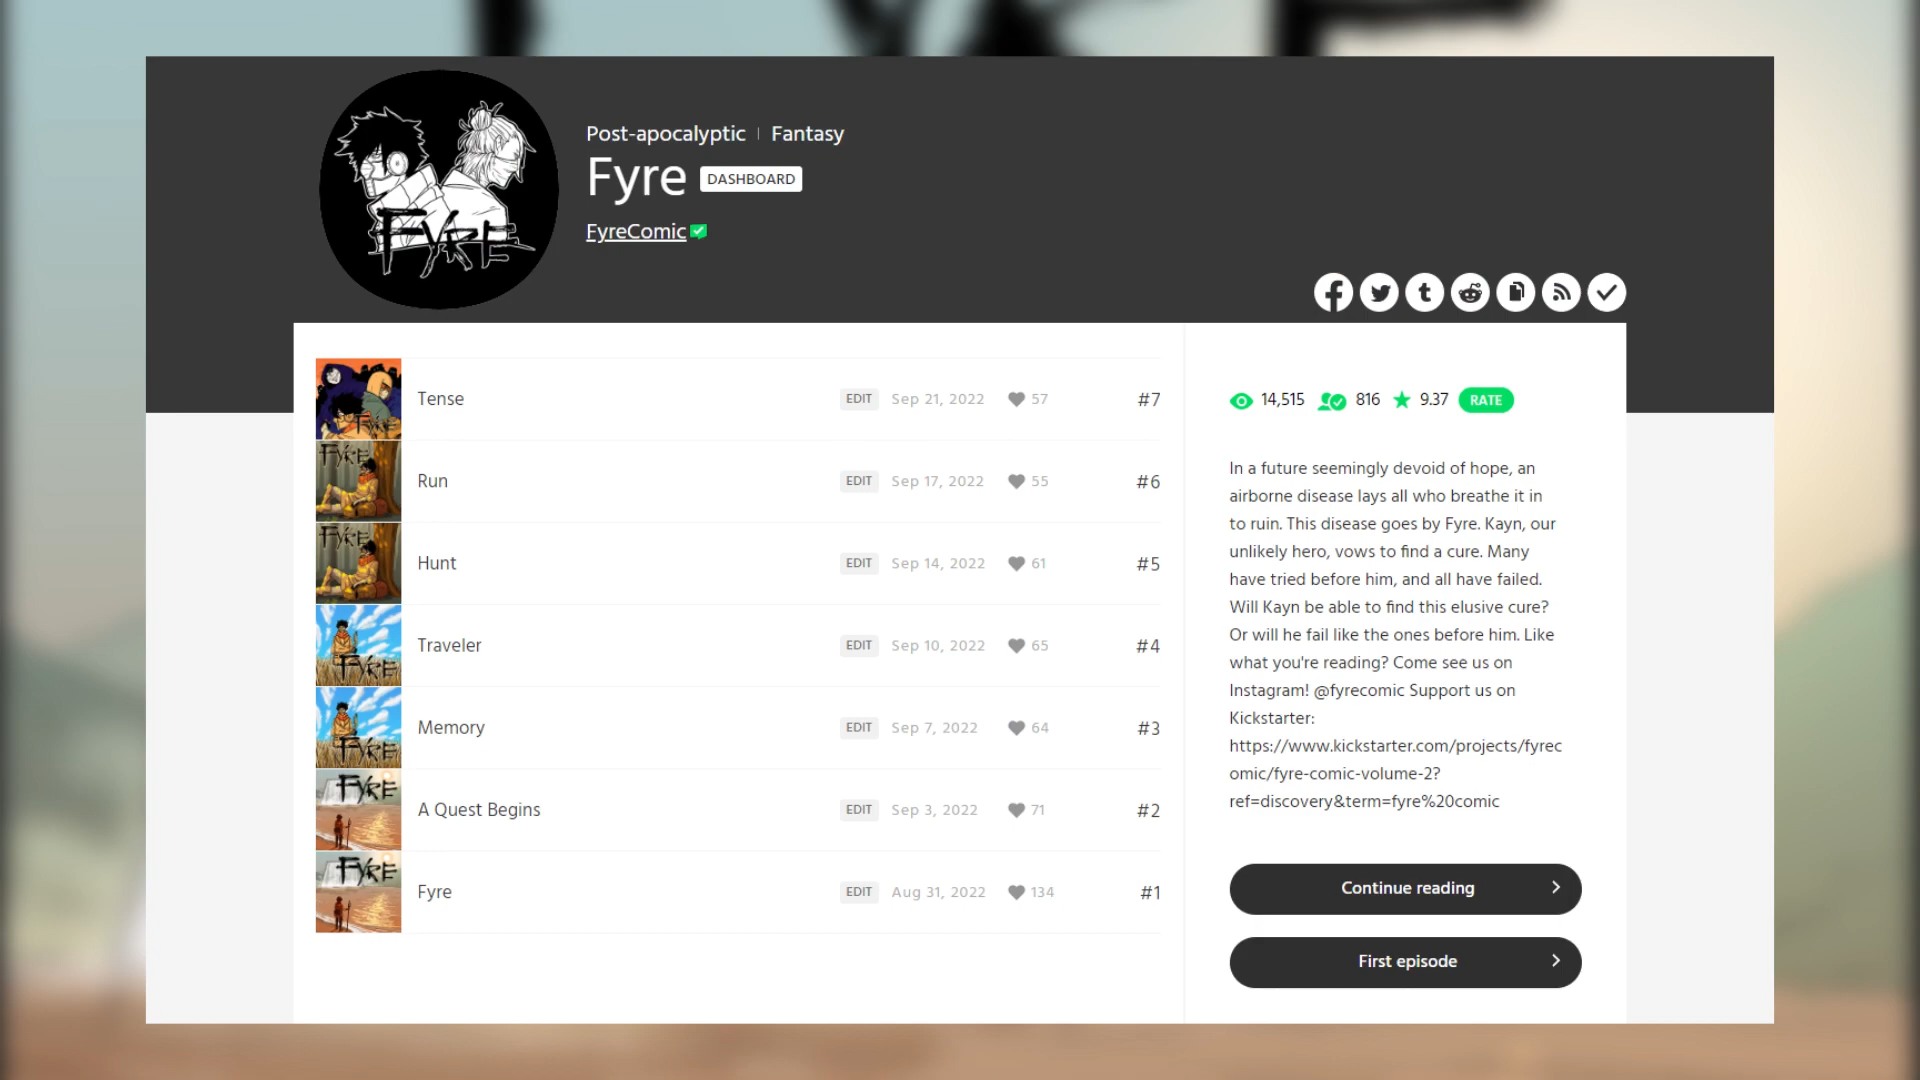 Post-apocalyptic | Fantasy
Fyre DASHBOARD
FyreComic
FYRE
Tense EDIT Sep 21, 2022 57 #7
Run EDIT Sep 17, 2022 55 #6
Hunt EDIT Sep 14, 2022 61 #5
Traveler EDIT Sep 10, 2022 65 #4
Memory EDIT Sep 7, 2022 64 #3
A Quest Begins EDIT Sep 3, 2022 71 #2
Fyre EDIT Aug 31, 2022 134 #1
FYRE
FYRE
FYRE
FYRE
FYRE
FYRE
FYRE
14,515 816 9.37 RATE
In a future seemingly devoid of hope, an
airborne disease lays all who breathe it in
to ruin. This disease goes by Fyre. Kayn, our
unlikely hero, vows to find a cure. Many
have tried before him, and all have failed.
Will Kayn be able to find this elusive cure?
Or will he fail like the ones before him. Like
what you're reading? Come see us on
Instagram! @fyrecomic Support us on
Kickstarter:
https://www.kickstarter.com/projects/fyrec
omic/fyre-comic-volume-2?
ref=discovery&term=fyre%20comic
Continue reading
First episode